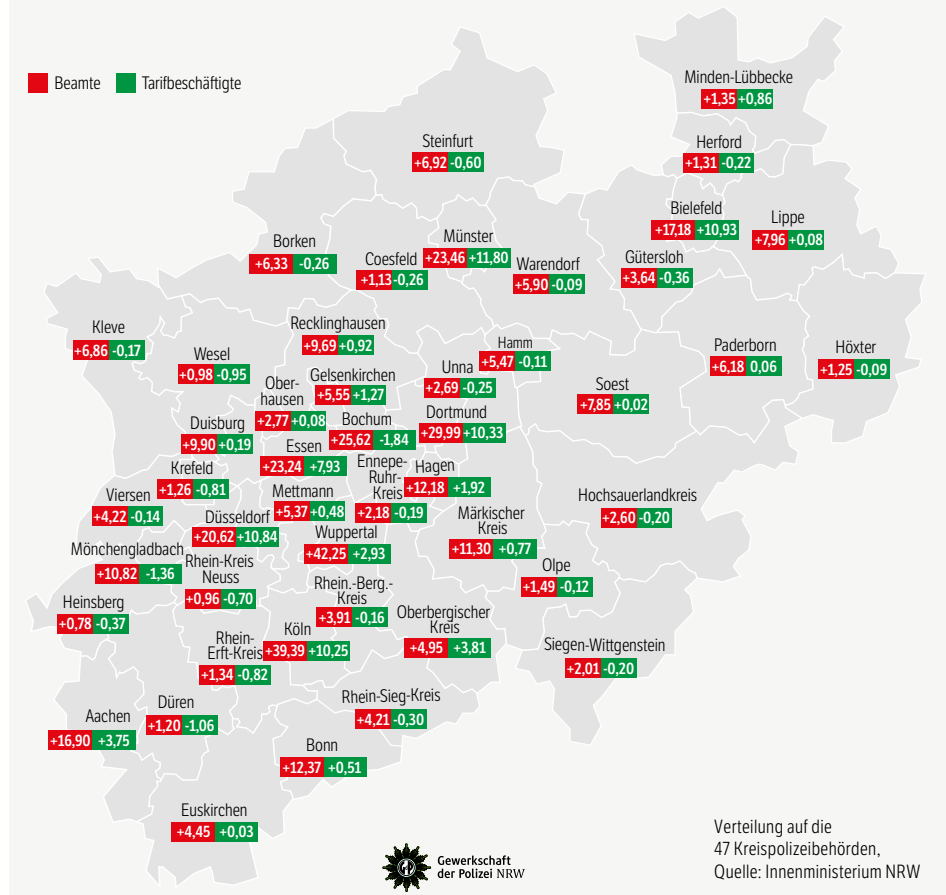 Beamte Tarifbeschäftigte
Minden-Lübbecke
+1,35 +0,86
Steinfurt
+6,92 -0,60
Herford
+1,31 -0,22
Bielefeld
+17,18 +10,93
Lippe
+7,96 +0,08
Borken
+6,33 -0,26
Coesfeld
+1,13 -0,26
Münster
+23,46 +11,80
Warendorf
+5,90 -0,09
Gütersloh
+3,64 -0,36
Kleve
+6,86 -0,17
Wesel
+0,98 -0,95
Recklinghausen
+9,69 +0,92
Hamm
+5,47 -0,11
Paderborn
+6,18 0,06
Höxter
+1,25 -0,09
Gelsenkirchen
+5,55 +1,27
Unna
+2,69 -0,25
Soest
+7,85 +0,02
Ober-
hausen
+2,77 +0,08
Duisburg
+9,90 +0,19
Bochum
+25,62 -1,84
Dortmund
+29,99 +10,33
Essen
+23,24 +7,93
Krefeld
+1,26 -0,81
Ennepe-
Ruhr-
Kreis
+2,18 -0,19
Hagen
+12,18 +1,92
Viersen
+4,22 -0,14
Mettmann
+5,37 +0,48
Hochsauerlandkreis
+2,60 -0,20
Düsseldorf
+20,62 +10,84
Wuppertal
+42,25 +2,93
Märkischer
Kreis
+11,30 +0,77
Mönchengladbach
+10,82 -1,36
Rhein-Kreis
Neuss
+0,96 -0,70
Olpe
+1,49 -0,12
Heinsberg
+0,78 -0,37
Rhein.-Berg.-
Kreis
+3,91 -0,16
Oberbergischer
Kreis
+4,95 +3,81
Rhein-
Erft-Kreis
+1,34 -0,82
Köln
+39,39 +10,25
Siegen-Wittgenstein
+2,01 -0,20
Rhein-Sieg-Kreis
+4,21 -0,30
Düren
+1,20 -1,06
Aachen
+16,90 +3,75
Bonn
+12,37 +0,51
Euskirchen
+4,45 +0,03
Gewerkschaft
der Polizei NRW
Verteilung auf die
47 Kreispolizeibehörden,
Quelle: Innenministerium NRW